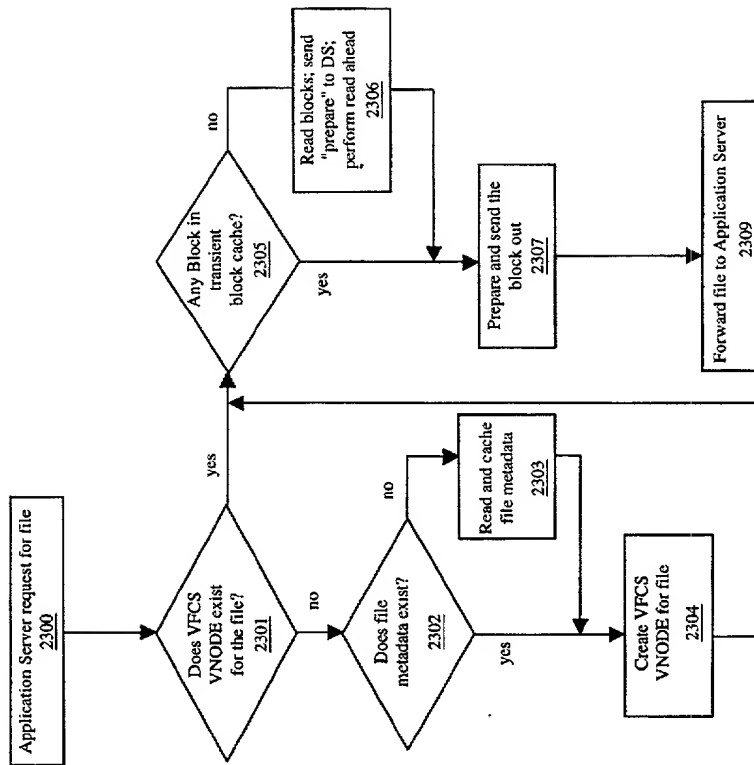 Application Server request for file
2300
Does VFCS
VNODE exist
for the file?
2301
yes
no
Does file
metadata exist?
2302
no
yes
Read and cache
file metadata
2303
Create VFCS
VNODE for file
2304
Any Block in
transient
block cache?
2305
no
yes
Read blocks; send
"prepare" to DS;
perform read ahead
2306
Prepare and send the
block out
2307
Forward file to Application Server
2309